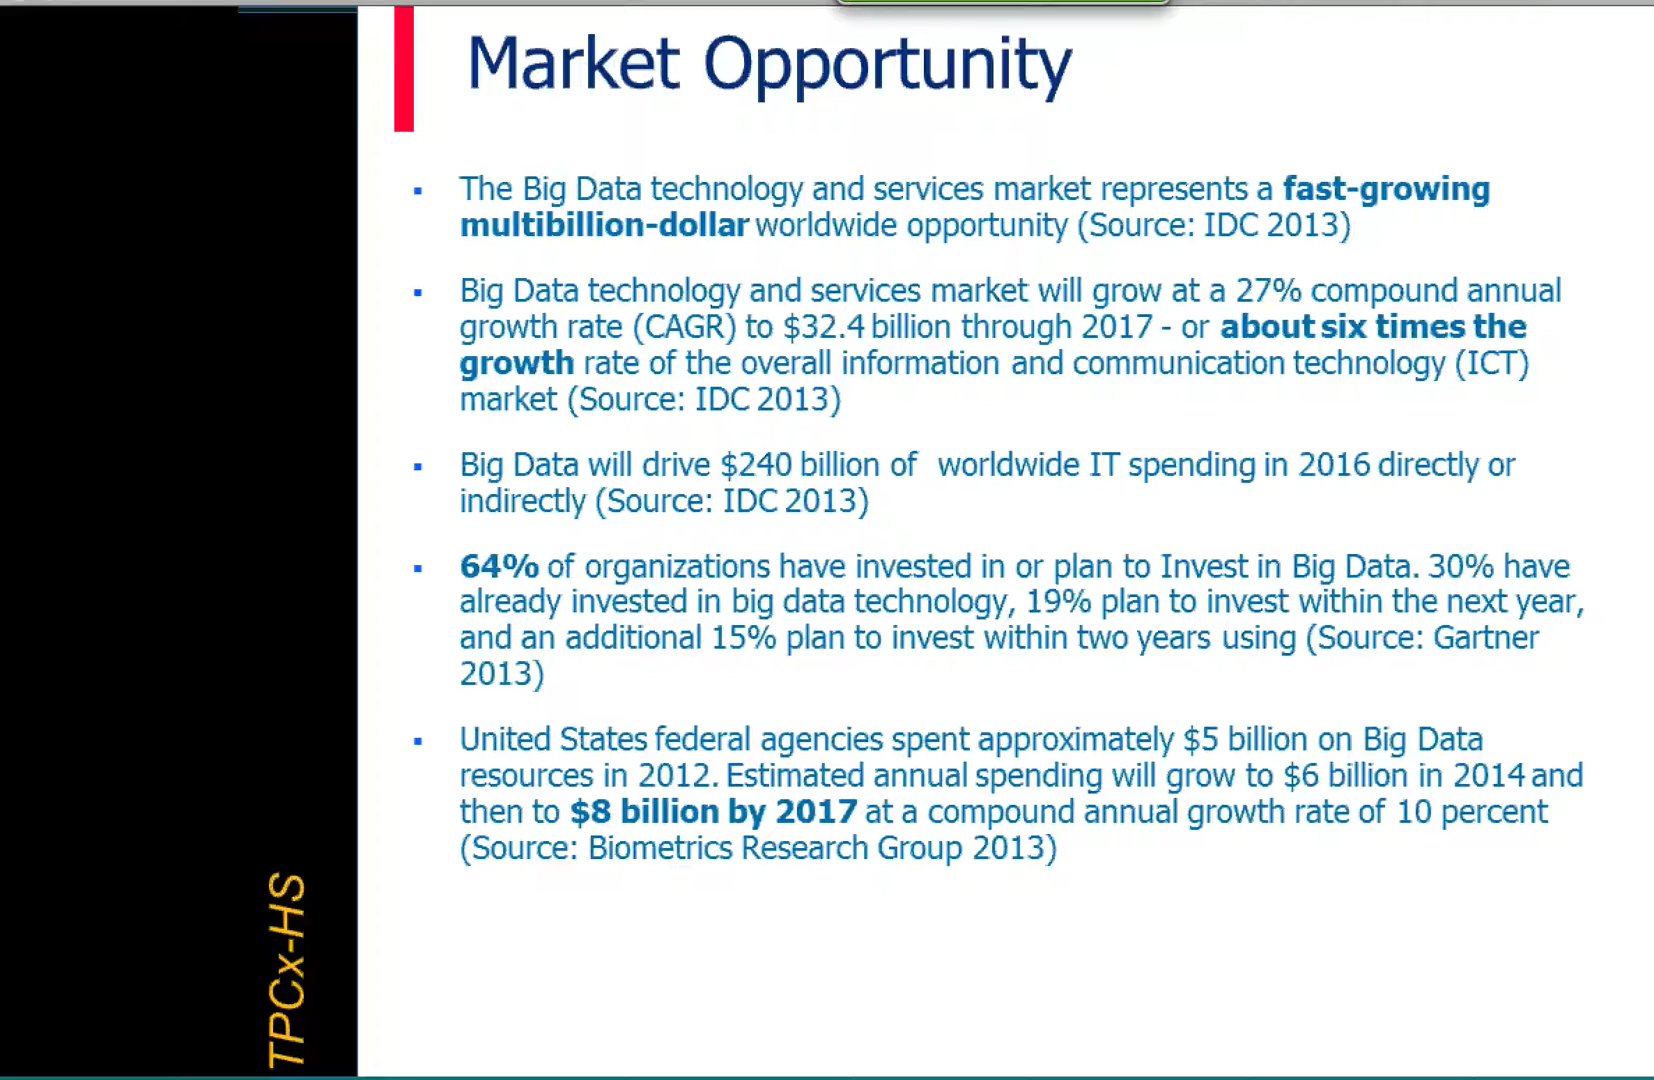 Market Opportunity
▪ The Big Data technology and services market represents a fast-growing
multibillion-dollar worldwide opportunity (Source: IDC 2013)
▪ Big Data technology and services market will grow at a 27% compound annual
growth rate (CAGR) to $32.4 billion through 2017 - or about six times the
growth rate of the overall information and communication technology (ICT)
market (Source: IDC 2013)
▪ Big Data will drive $240 billion of worldwide IT spending in 2016 directly or
indirectly (Source: IDC 2013)
▪ 64% of organizations have invested in or plan to Invest in Big Data. 30% have
already invested in big data technology, 19% plan to invest within the next year,
and an additional 15% plan to invest within two years using (Source: Gartner
2013)
▪ United States federal agencies spent approximately $5 billion on Big Data
resources in 2012. Estimated annual spending will grow to $6 billion in 2014 and
then to $8 billion by 2017 at a compound annual growth rate of 10 percent
(Source: Biometrics Research Group 2013)
TPCx-HS